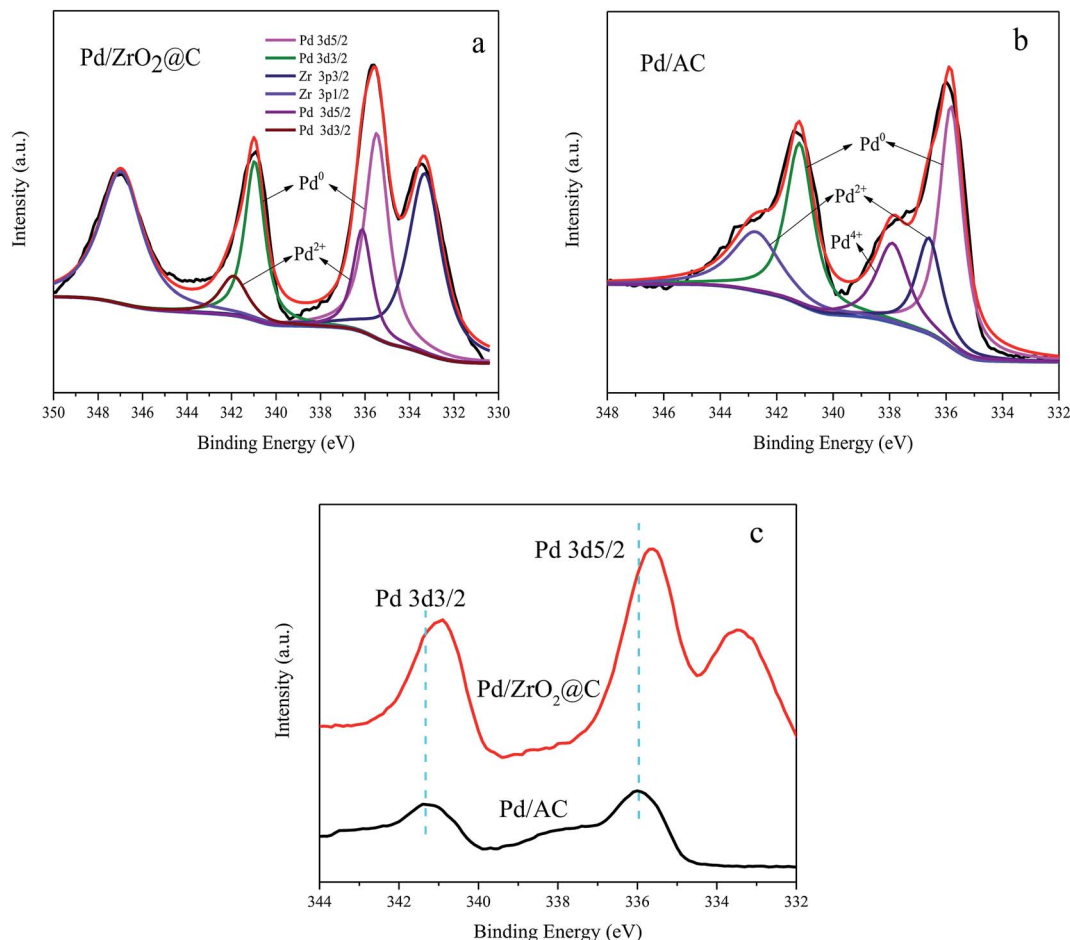 Pd/ZrO2@C
a
Pd 3d5/2
Pd 3d3/2
Zr 3p3/2
Zr 3p1/2
Pd 3d5/2
Pd 3d3/2
Pd0
Pd2+
Intensity (a.u.)
350 348 346 344 342 340 338 336 334 332 330
Binding Energy (eV)
Pd/AC
b
Pd0
Pd2+
Pd4+
Intensity (a.u.)
348 346 344 342 340 338 336 334 332
Binding Energy (eV)
c
Pd 3d5/2
Pd 3d3/2
Pd/ZrO2@C
Pd/AC
Intensity (a.u.)
344 342 340 338 336 334 332
Binding Energy (eV)